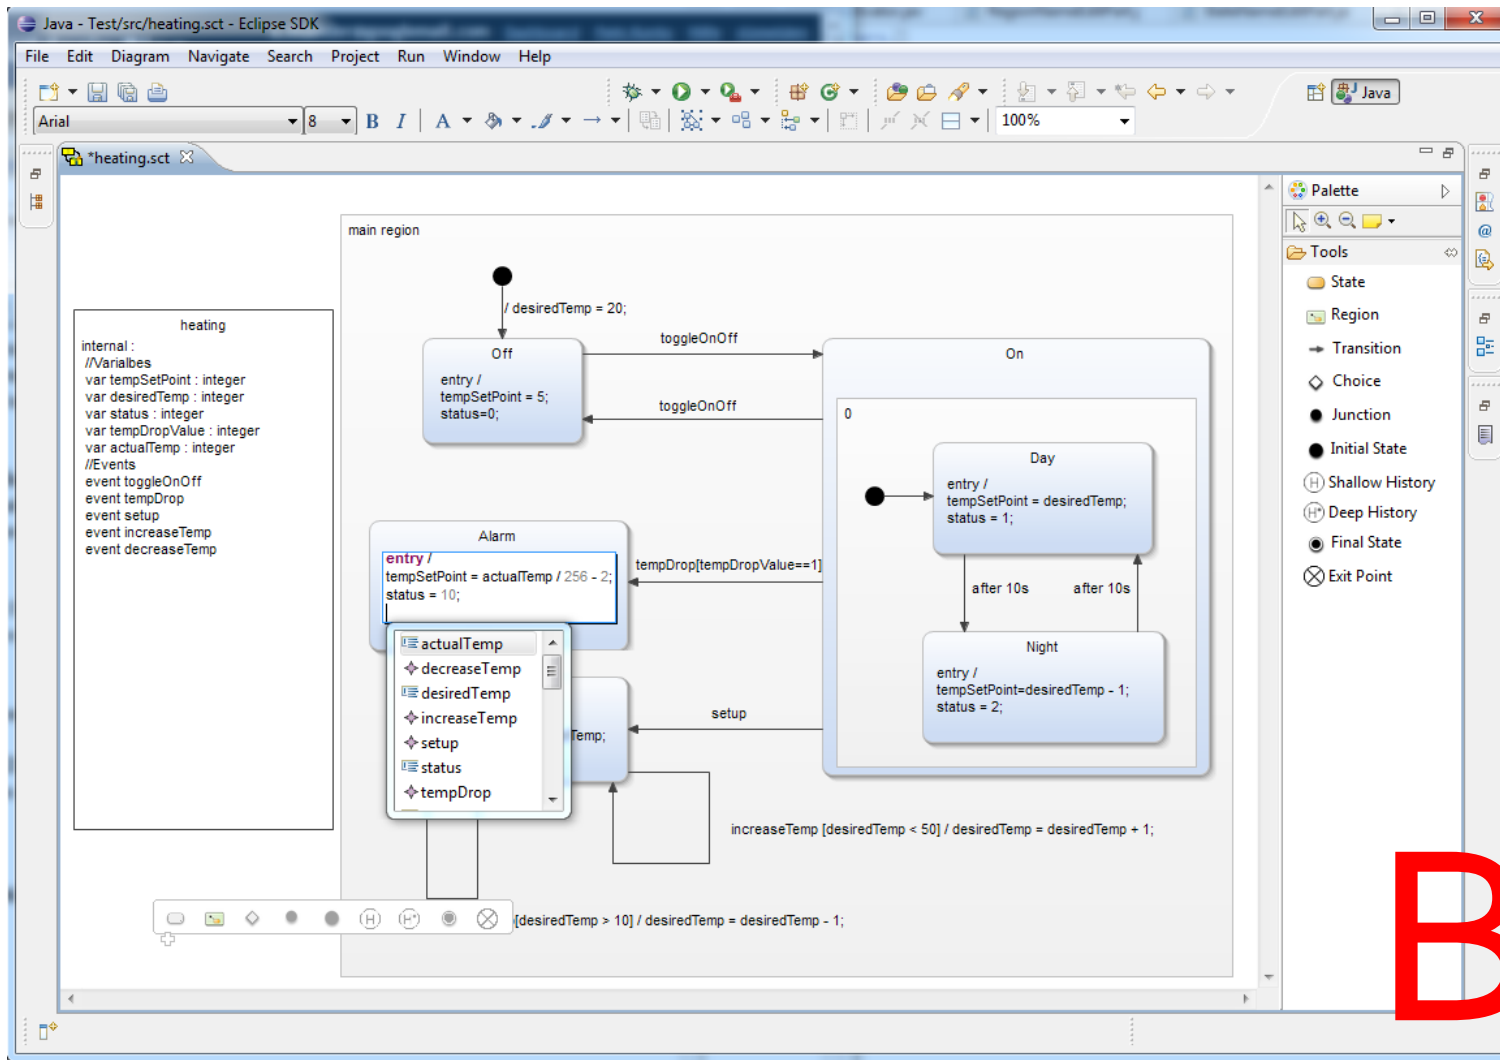 Java - Test/src/heating.sct - Eclipse SDK
File Edit Diagram Navigate Search Project Run Window Help
Java
Arial 8 B I A 100%
*heating.sct
Palette
Tools
State
Region
Transition
Choice
Junction
Initial State
Shallow History
Deep History
Final State
Exit Point
heating
internal :
//Varialbes
var tempSetPoint : integer
var desiredTemp : integer
var status : integer
var tempDropValue : integer
var actualTemp : integer
//Events
event toggleOnOff
event tempDrop
event setup
event increaseTemp
event decreaseTemp
main region
/ desiredTemp = 20;
Off
entry /
tempSetPoint = 5;
status=0;
toggleOnOff
toggleOnOff
On
0
Day
entry /
tempSetPoint = desiredTemp;
status = 1;
after 10s
after 10s
Night
entry /
tempSetPoint=desiredTemp - 1;
status = 2;
Alarm
entry /
tempSetPoint = actualTemp / 256 - 2;
status = 10;
tempDrop[tempDropValue==1]
actualTemp
decreaseTemp
desiredTemp
increaseTemp
setup
status
tempDrop
Temp;
setup
increaseTemp [desiredTemp < 50] / desiredTemp = desiredTemp + 1;
[desiredTemp > 10] / desiredTemp = desiredTemp - 1;
B